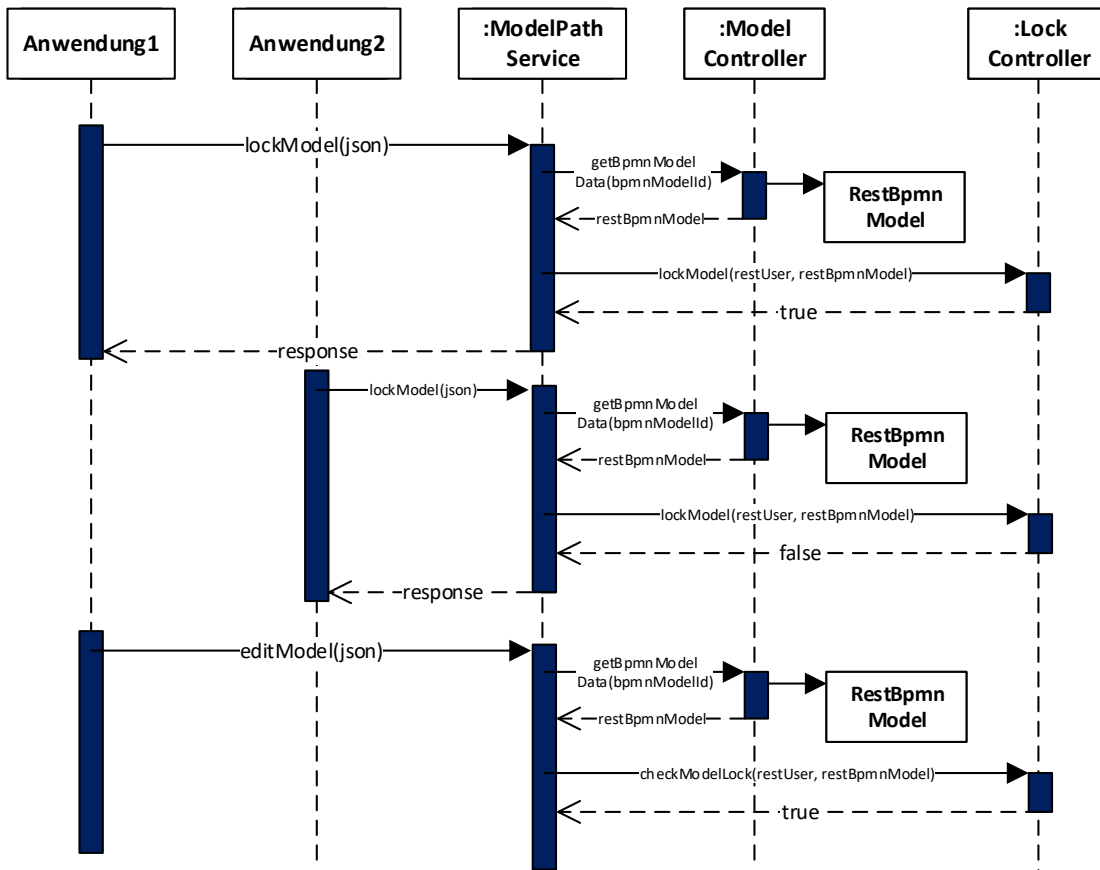 Anwendung1
Anwendung2
:ModelPath
Service
:Model
Controller
:Lock
Controller
lockModel(json)
getBpmnModel
Data(bpmnModelId)
RestBpmn
Model
restBpmnModel
lockModel(restUser, restBpmnModel)
true
response
lockModel(json)
getBpmnModel
Data(bpmnModelId)
RestBpmn
Model
restBpmnModel
lockModel(restUser, restBpmnModel)
false
response
editModel(json)
getBpmnModel
Data(bpmnModelId)
RestBpmn
Model
restBpmnModel
checkModelLock(restUser, restBpmnModel)
true